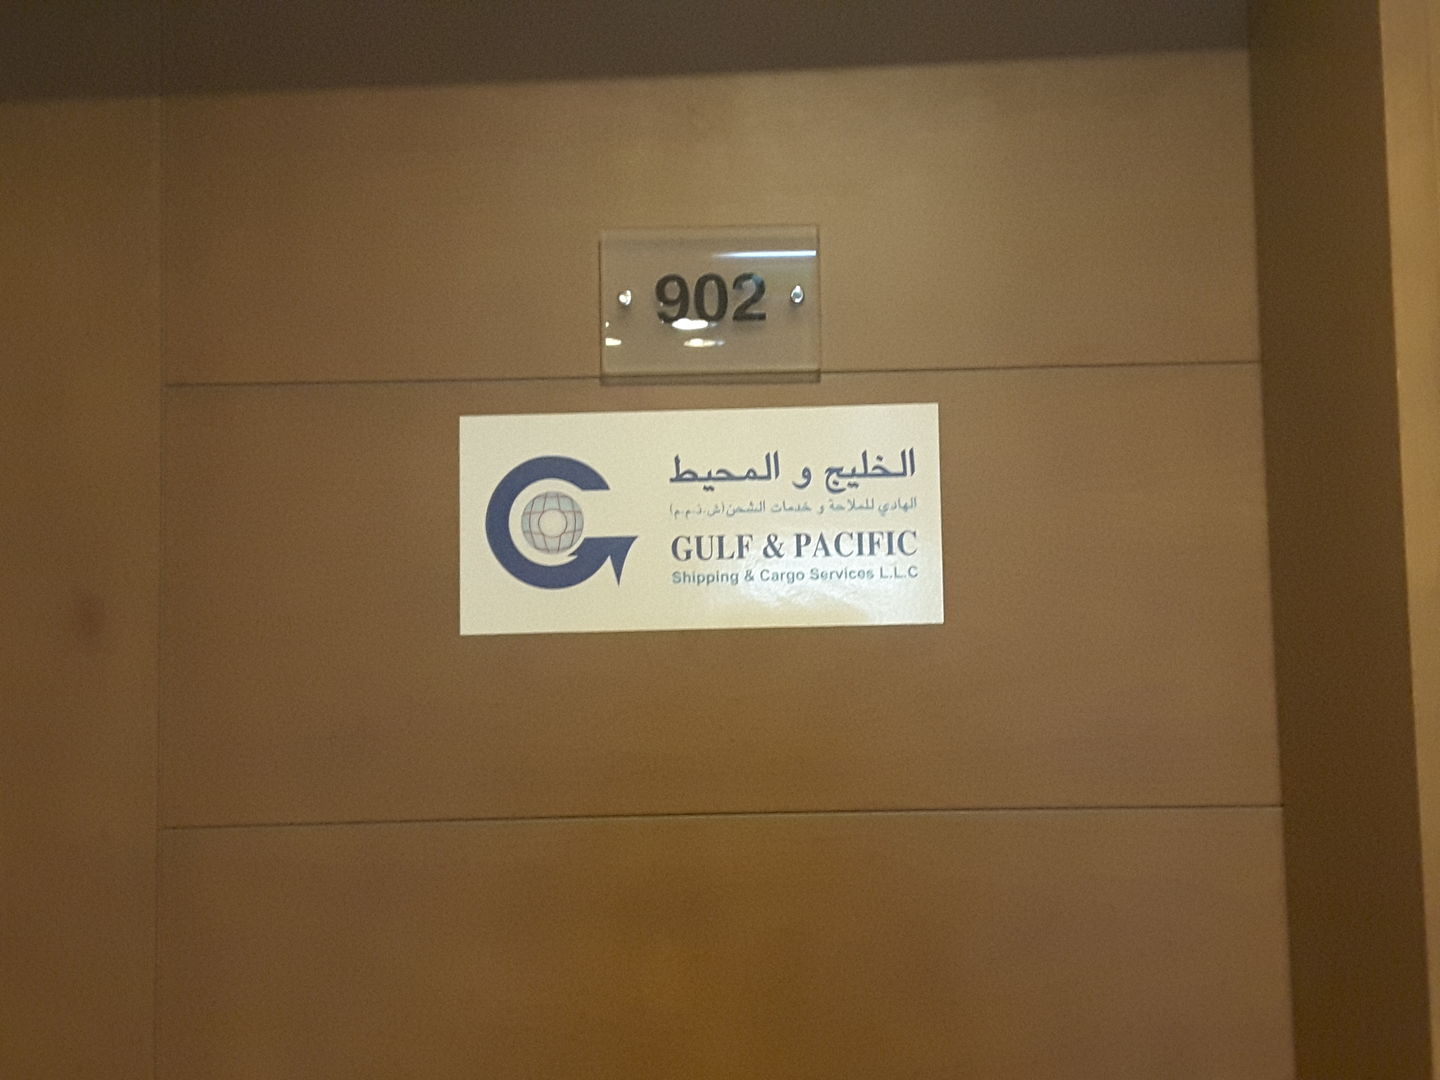 902
الخليج و المحيط
الهادي للملاحة و خدمات الشحن (ش.ذ.م.م)
GULF & PACIFIC
Shipping & Cargo Services L.L.C